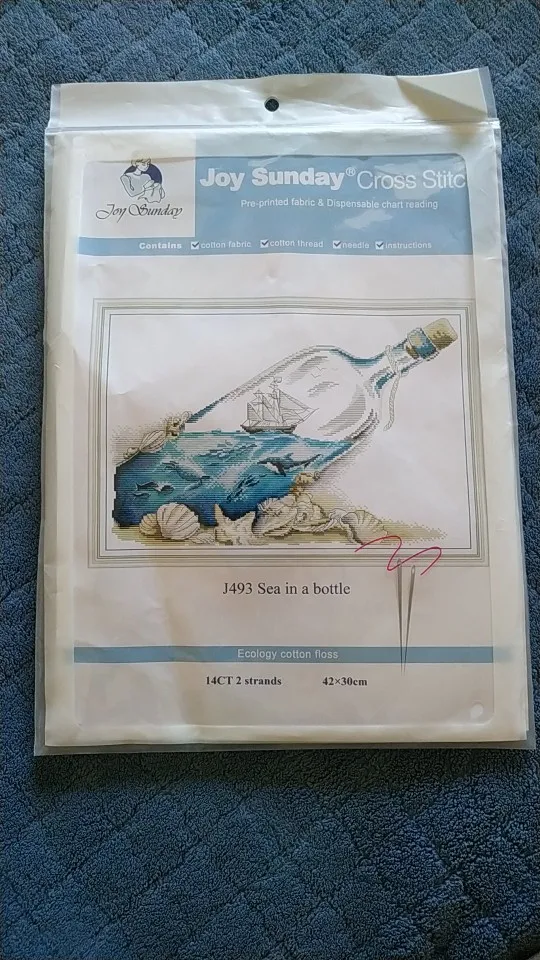 Joy Sunday® Cross Stitc
Joy Sunday
Pre-printed fabric & Dispensable chart reading
Contains cotton fabric cotton thread needle instructions
J493 Sea in a bottle
Ecology cotton floss
14CT 2 strands 42×30cm